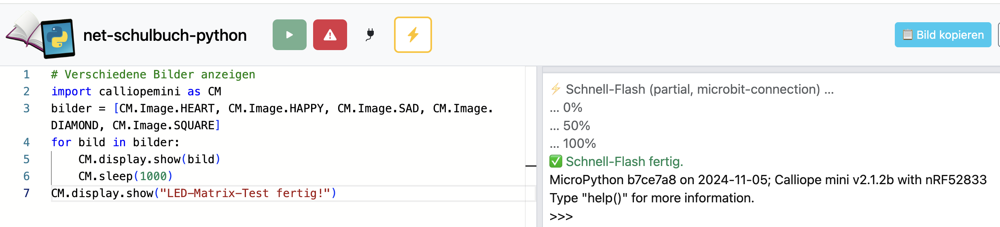 net-schulbuch-python
📋 Bild kopieren
1 # Verschiedene Bilder anzeigen
2 import calliopemini as CM
3 bilder = [CM.Image.HEART, CM.Image.HAPPY, CM.Image.SAD, CM.Image.
DIAMOND, CM.Image.SQUARE]
4 for bild in bilder:
5     CM.display.show(bild)
6     CM.sleep(1000)
7 CM.display.show("LED-Matrix-Test fertig!")
⚡ Schnell-Flash (partial, microbit-connection) ...
... 0%
... 50%
... 100%
✅ Schnell-Flash fertig.
MicroPython b7ce7a8 on 2024-11-05; Calliope mini v2.1.2b with nRF52833
Type "help()" for more information.
>>>